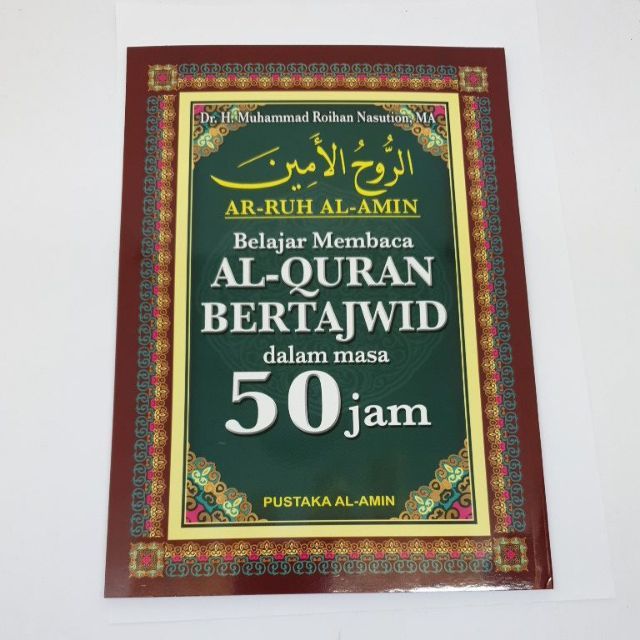 Dr. H. Muhammad Roihan Nasution, MA
الرُّوحُ الأَمِينَ
AR-RUH AL-AMIN
Belajar Membaca
AL-QURAN
BERTAJWID
dalam masa
50 jam
PUSTAKA AL-AMIN